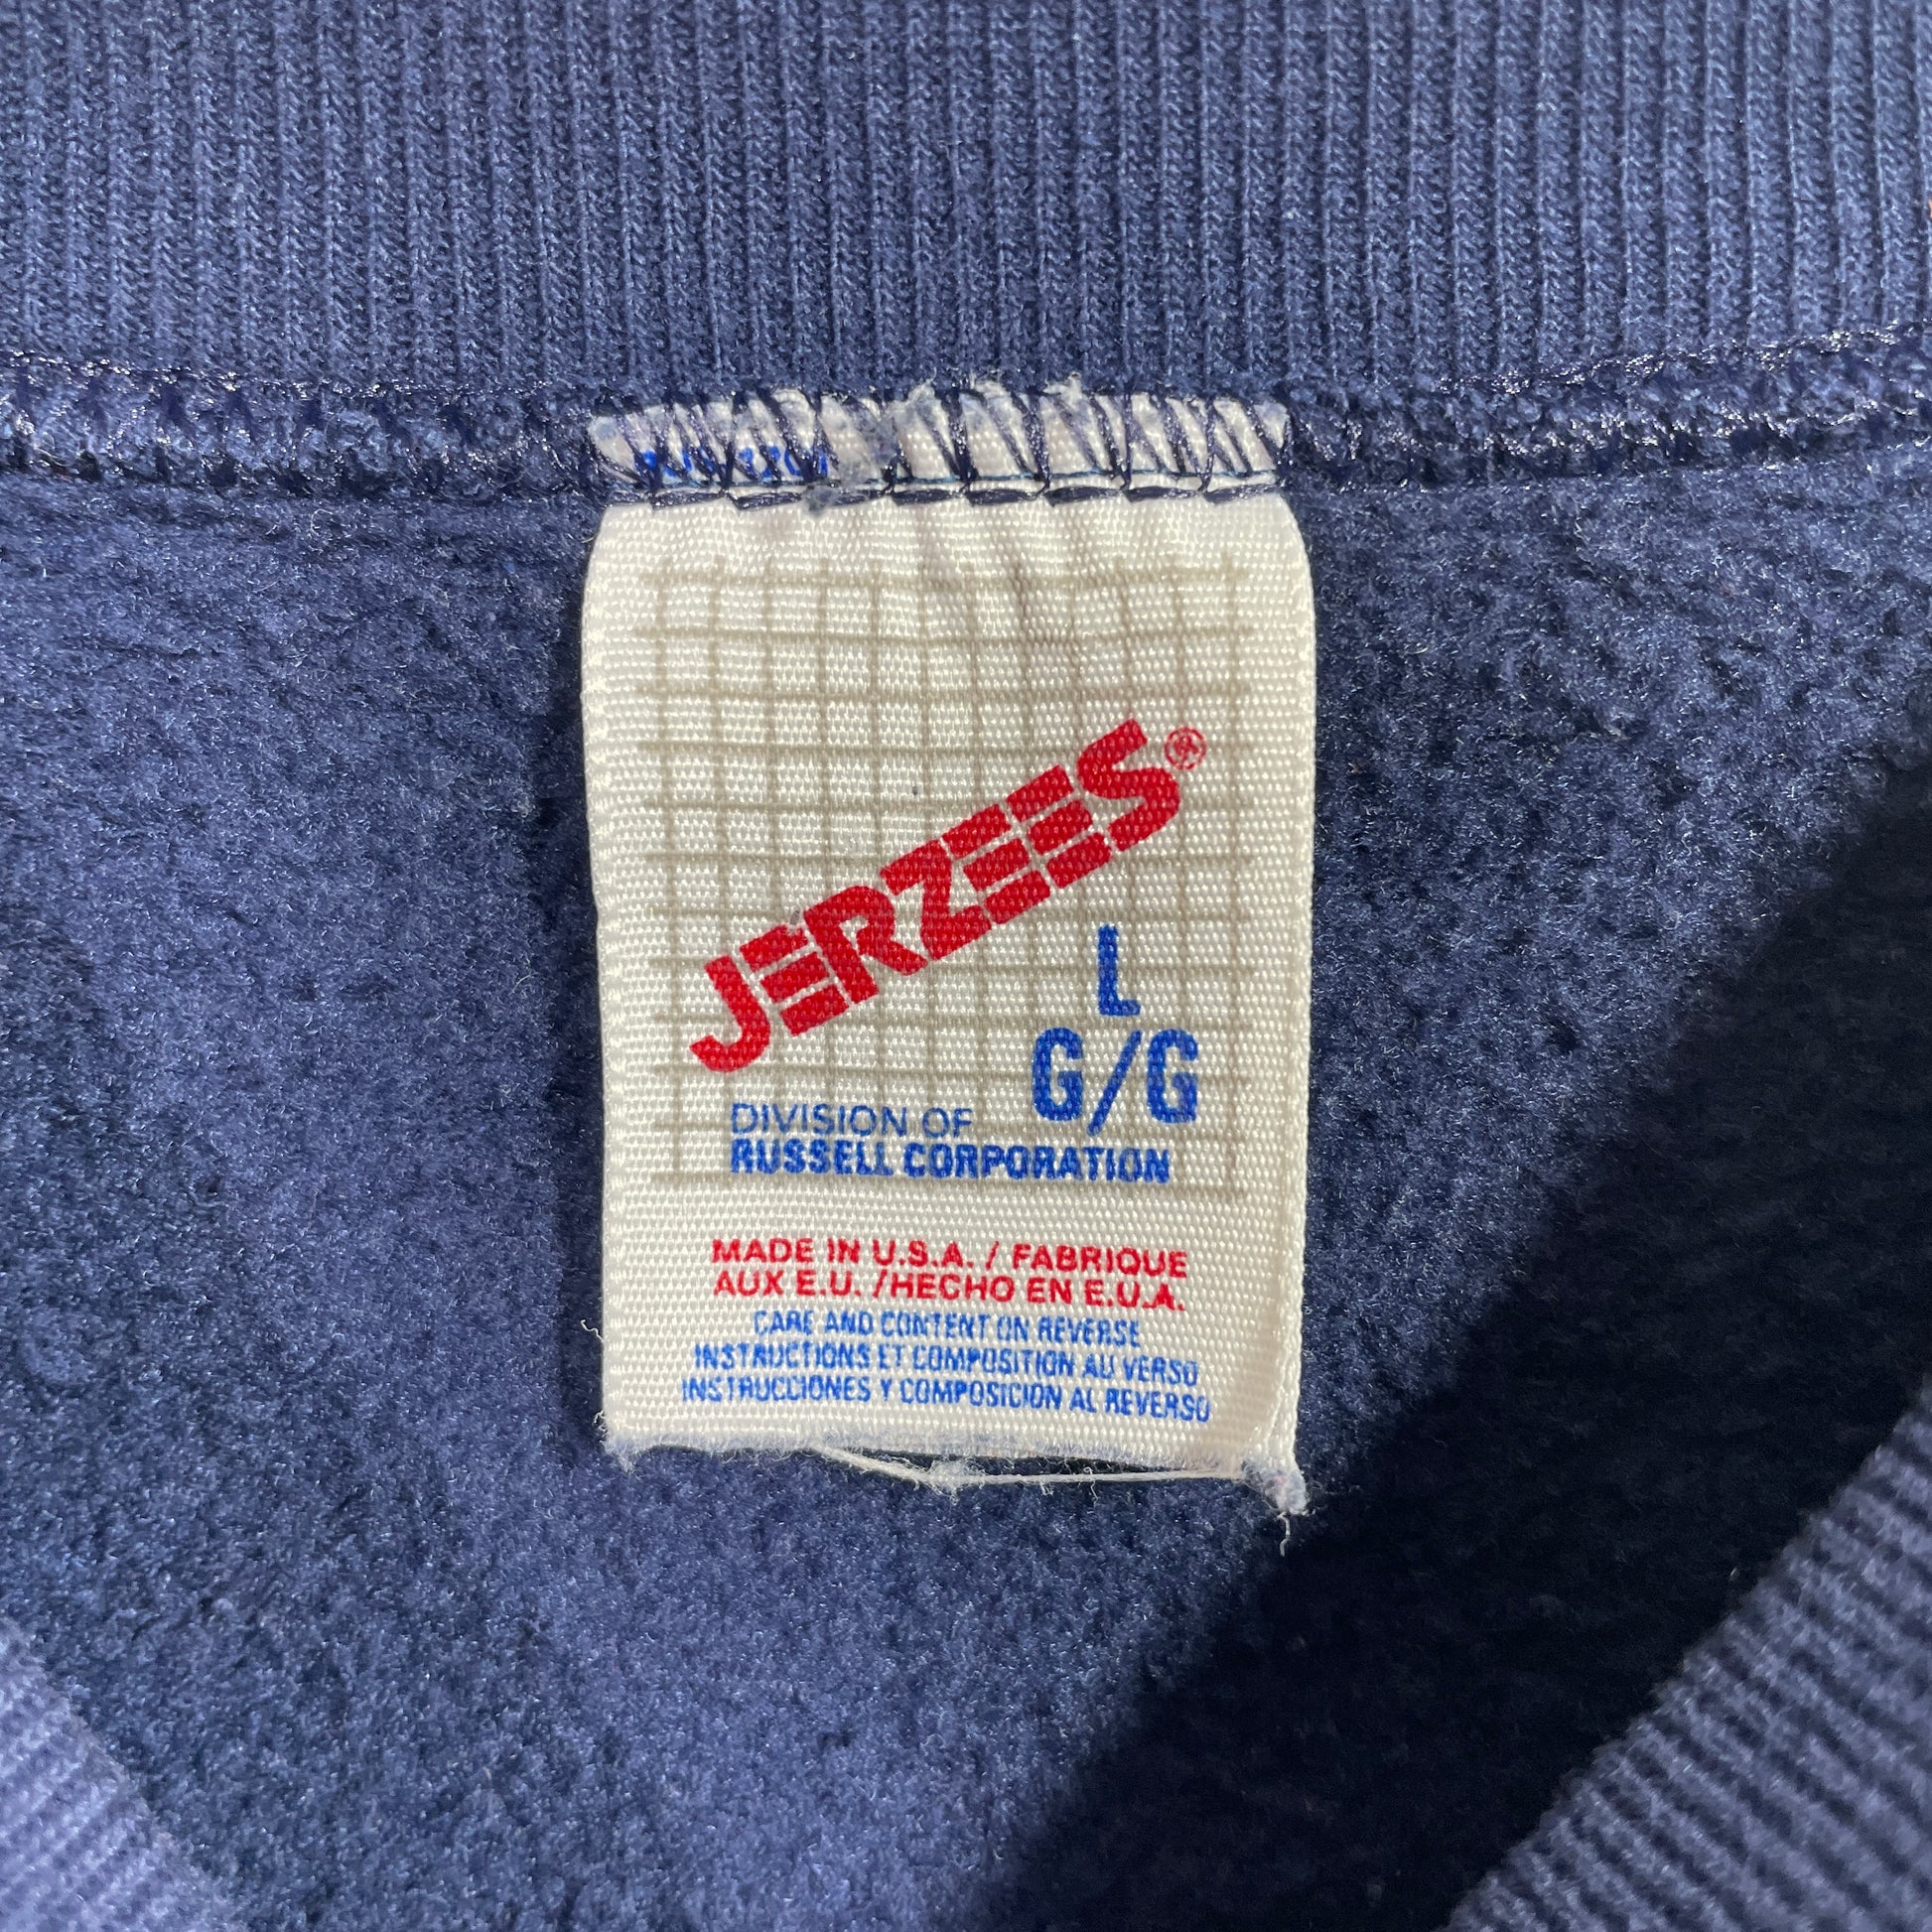 JERZEES®
L
G/G
DIVISION OF
RUSSELL CORPORATION
MADE IN U.S.A. / FABRIQUE
AUX E.U. /HECHO EN E.U.A.
CARE AND CONTENT ON REVERSE
INSTRUCTIONS ET COMPOSITION AU VERSO
INSTRUCCIONES Y COMPOSICION AL REVERSO